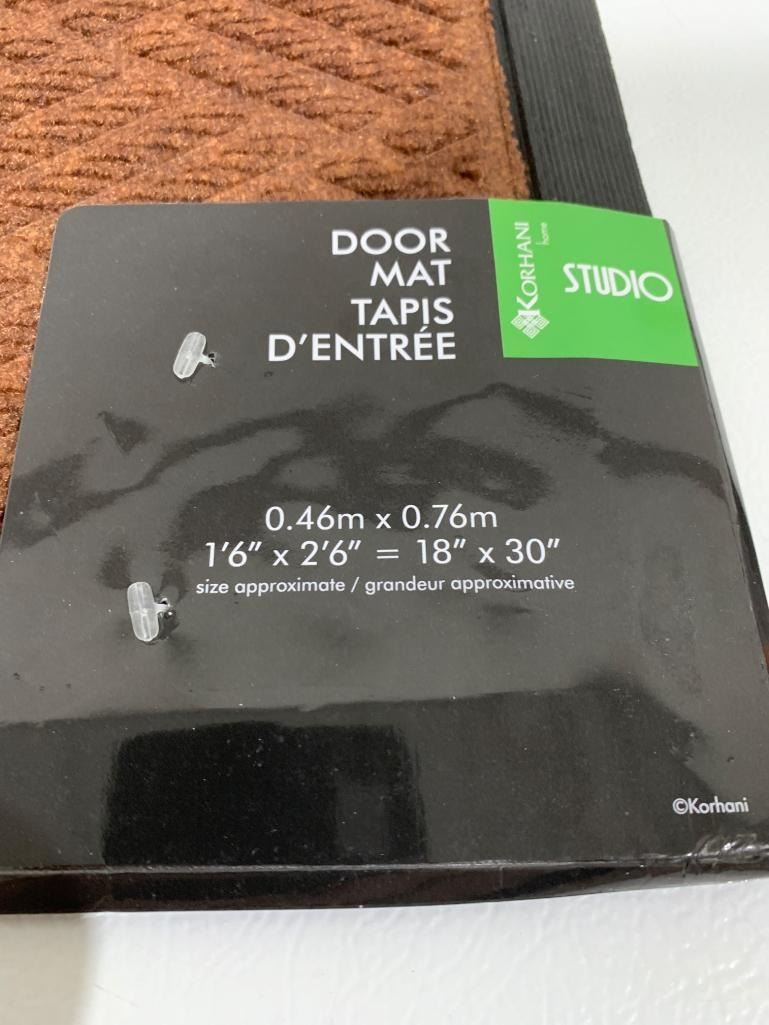 DOOR
MAT
TAPIS
D'ENTRÉE
KORHANI
home
STUDIO
0.46m x 0.76m
1'6" x 2'6" = 18" x 30"
size approximate / grandeur approximative
©Korhani